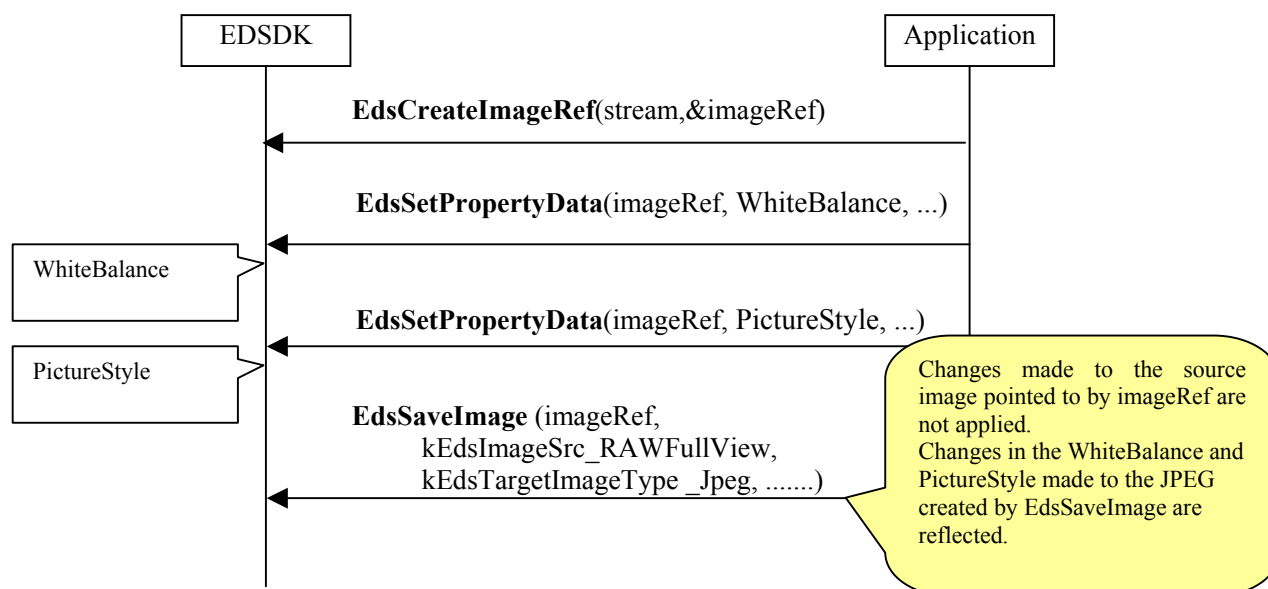 EDSDK
Application
EdsCreateImageRef(stream,&imageRef)
EdsSetPropertyData(imageRef, WhiteBalance, ...)
WhiteBalance
EdsSetPropertyData(imageRef, PictureStyle, ...)
PictureStyle
EdsSaveImage (imageRef,
kEdsImageSrc_RAWFullView,
kEdsTargetImageType _Jpeg, .......)
Changes made to the source
image pointed to by imageRef are
not applied.
Changes in the WhiteBalance and
PictureStyle made to the JPEG
created by EdsSaveImage are
reflected.